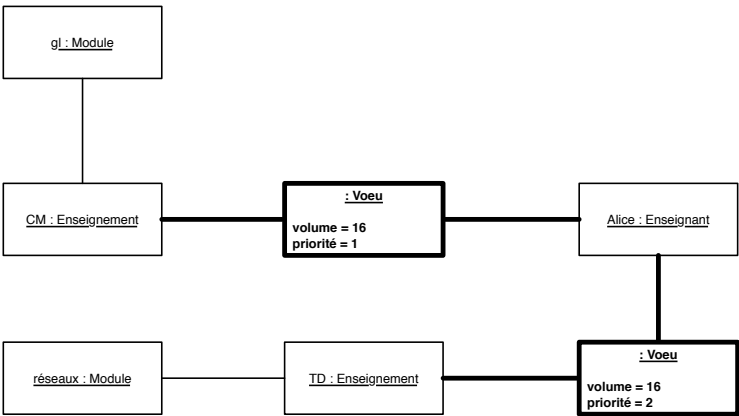 gl : Module
CM : Enseignement
: Voeu
volume = 16
priorité = 1
Alice : Enseignant
réseaux : Module
TD : Enseignement
: Voeu
volume = 16
priorité = 2